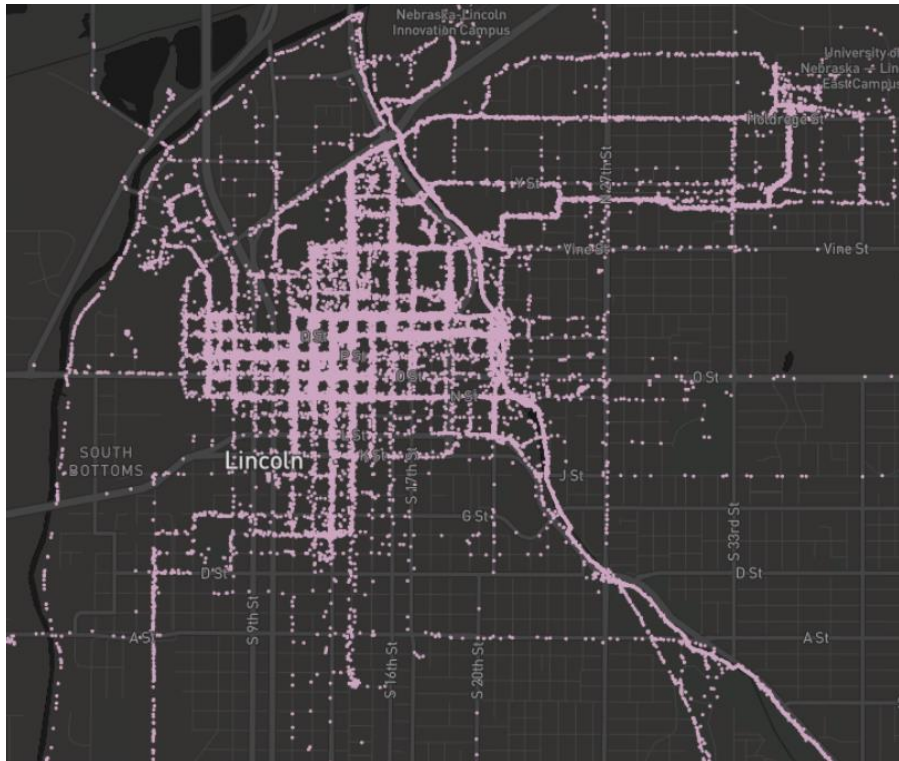 Nebraska-Lincoln
Innovation Campus
University of
Nebraska – Lin
East Campus
Holdrege St
N 27th St
Y St
Vine St
Vine St
P St
O St
O St
N St
SOUTH
BOTTOMS
Lincoln
K St
J St
S 17th St
G St
S 33rd St
D St
D St
S 9th St
A St
A St
S 16th St
S 20th St